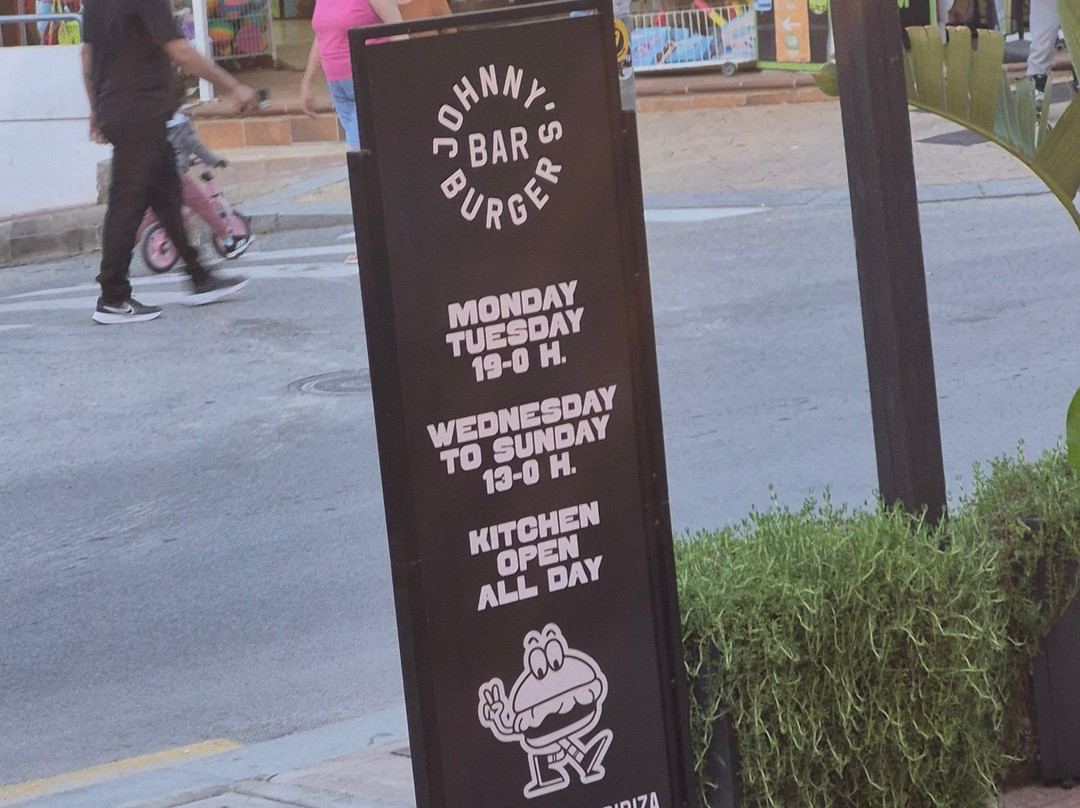 JOHNNY'S
BAR
BURGER
MONDAY
TUESDAY
19-0 H.
WEDNESDAY
TO SUNDAY
13-0 H.
KITCHEN
OPEN
ALL DAY